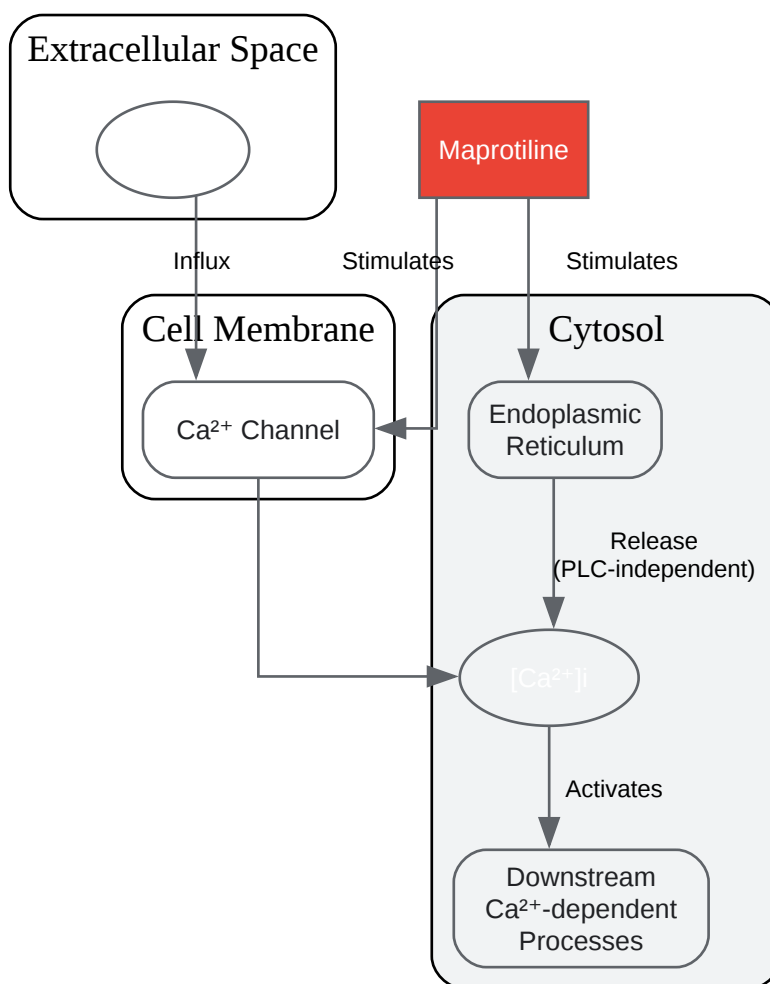 Extracellular Space
Maprotiline
Influx
Stimulates
Stimulates
Cell Membrane
Cytosol
Ca²⁺ Channel
Endoplasmic
Reticulum
Release
(PLC-independent)
[Ca²⁺]i
Activates
Downstream
Ca²⁺-dependent
Processes